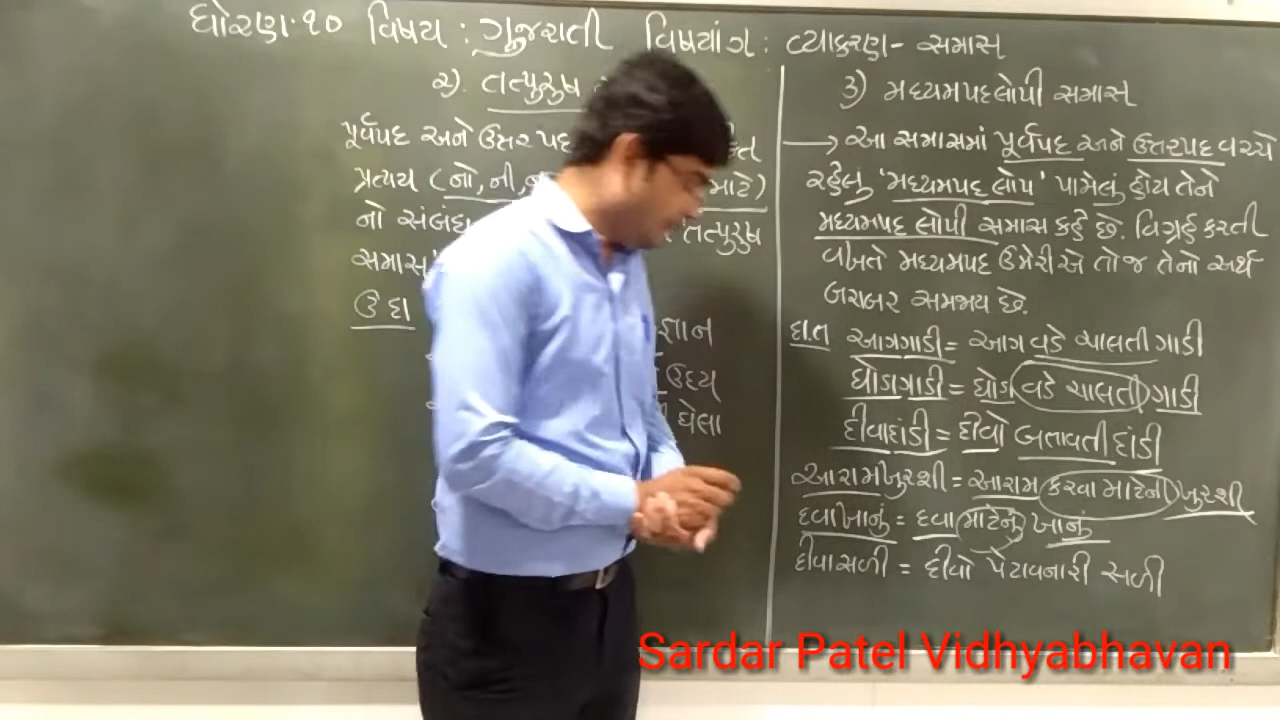 ધોરણ.૧૦ વિષય : ગુજરાતી વિષયાંગ : વ્યાકરણ - સમાસ
૨). તત્પુરુષ
પૂર્વપદ અને ઉત્તરપદ
પ્રત્યય (નો, ની, માટે)
નો સંબંધ તત્પુરુષ
સમાસ
ઉદા
જ્ઞાન
ઉદય
ઘેલા
૩) મધ્યમપદલોપી સમાસ
→ આ સમાસમાં પૂર્વપદ અને ઉત્તરપદ વચ્ચે
રહેલુ 'મધ્યમપદ લોપ' પામેલું હોય તેને
મધ્યમપદ લોપી સમાસ કહે છે. વિગ્રહ કરતી
વખતે મધ્યમપદ ઉમેરીએ તો જ તેનો અર્થ
બરાબર સમજાય છે.
દા.ત આગગાડી = આગ વડે ચાલતી ગાડી
ઘોડાગાડી = ઘોડા વડે ચાલતી ગાડી
દીવાદાંડી = દીવો બતાવતી દાંડી
આરામખુરશી = આરામ કરવા માટેની ખુરશી
દવાખાનું = દવા માટેનું ખાનું
દીવાસળી = દીવો પેટાવનારી સળી
Sardar Patel Vidhyabhavan